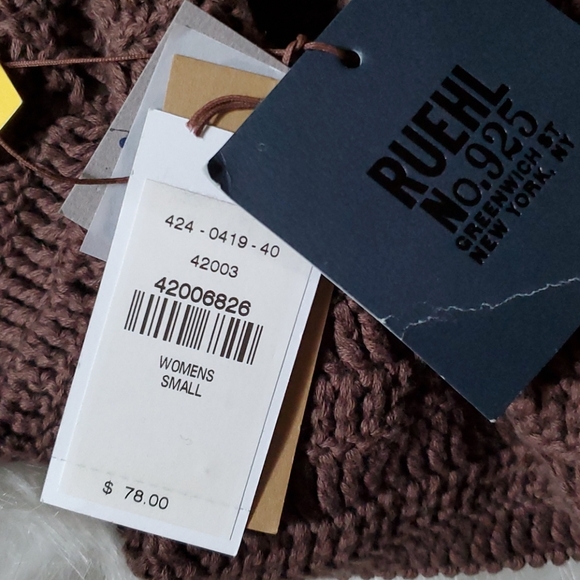 RUEHL
No.925
GREENWICH ST
NEW YORK, NY
424 - 0419 - 40
42003
42006826
WOMENS
SMALL
$ 78.00